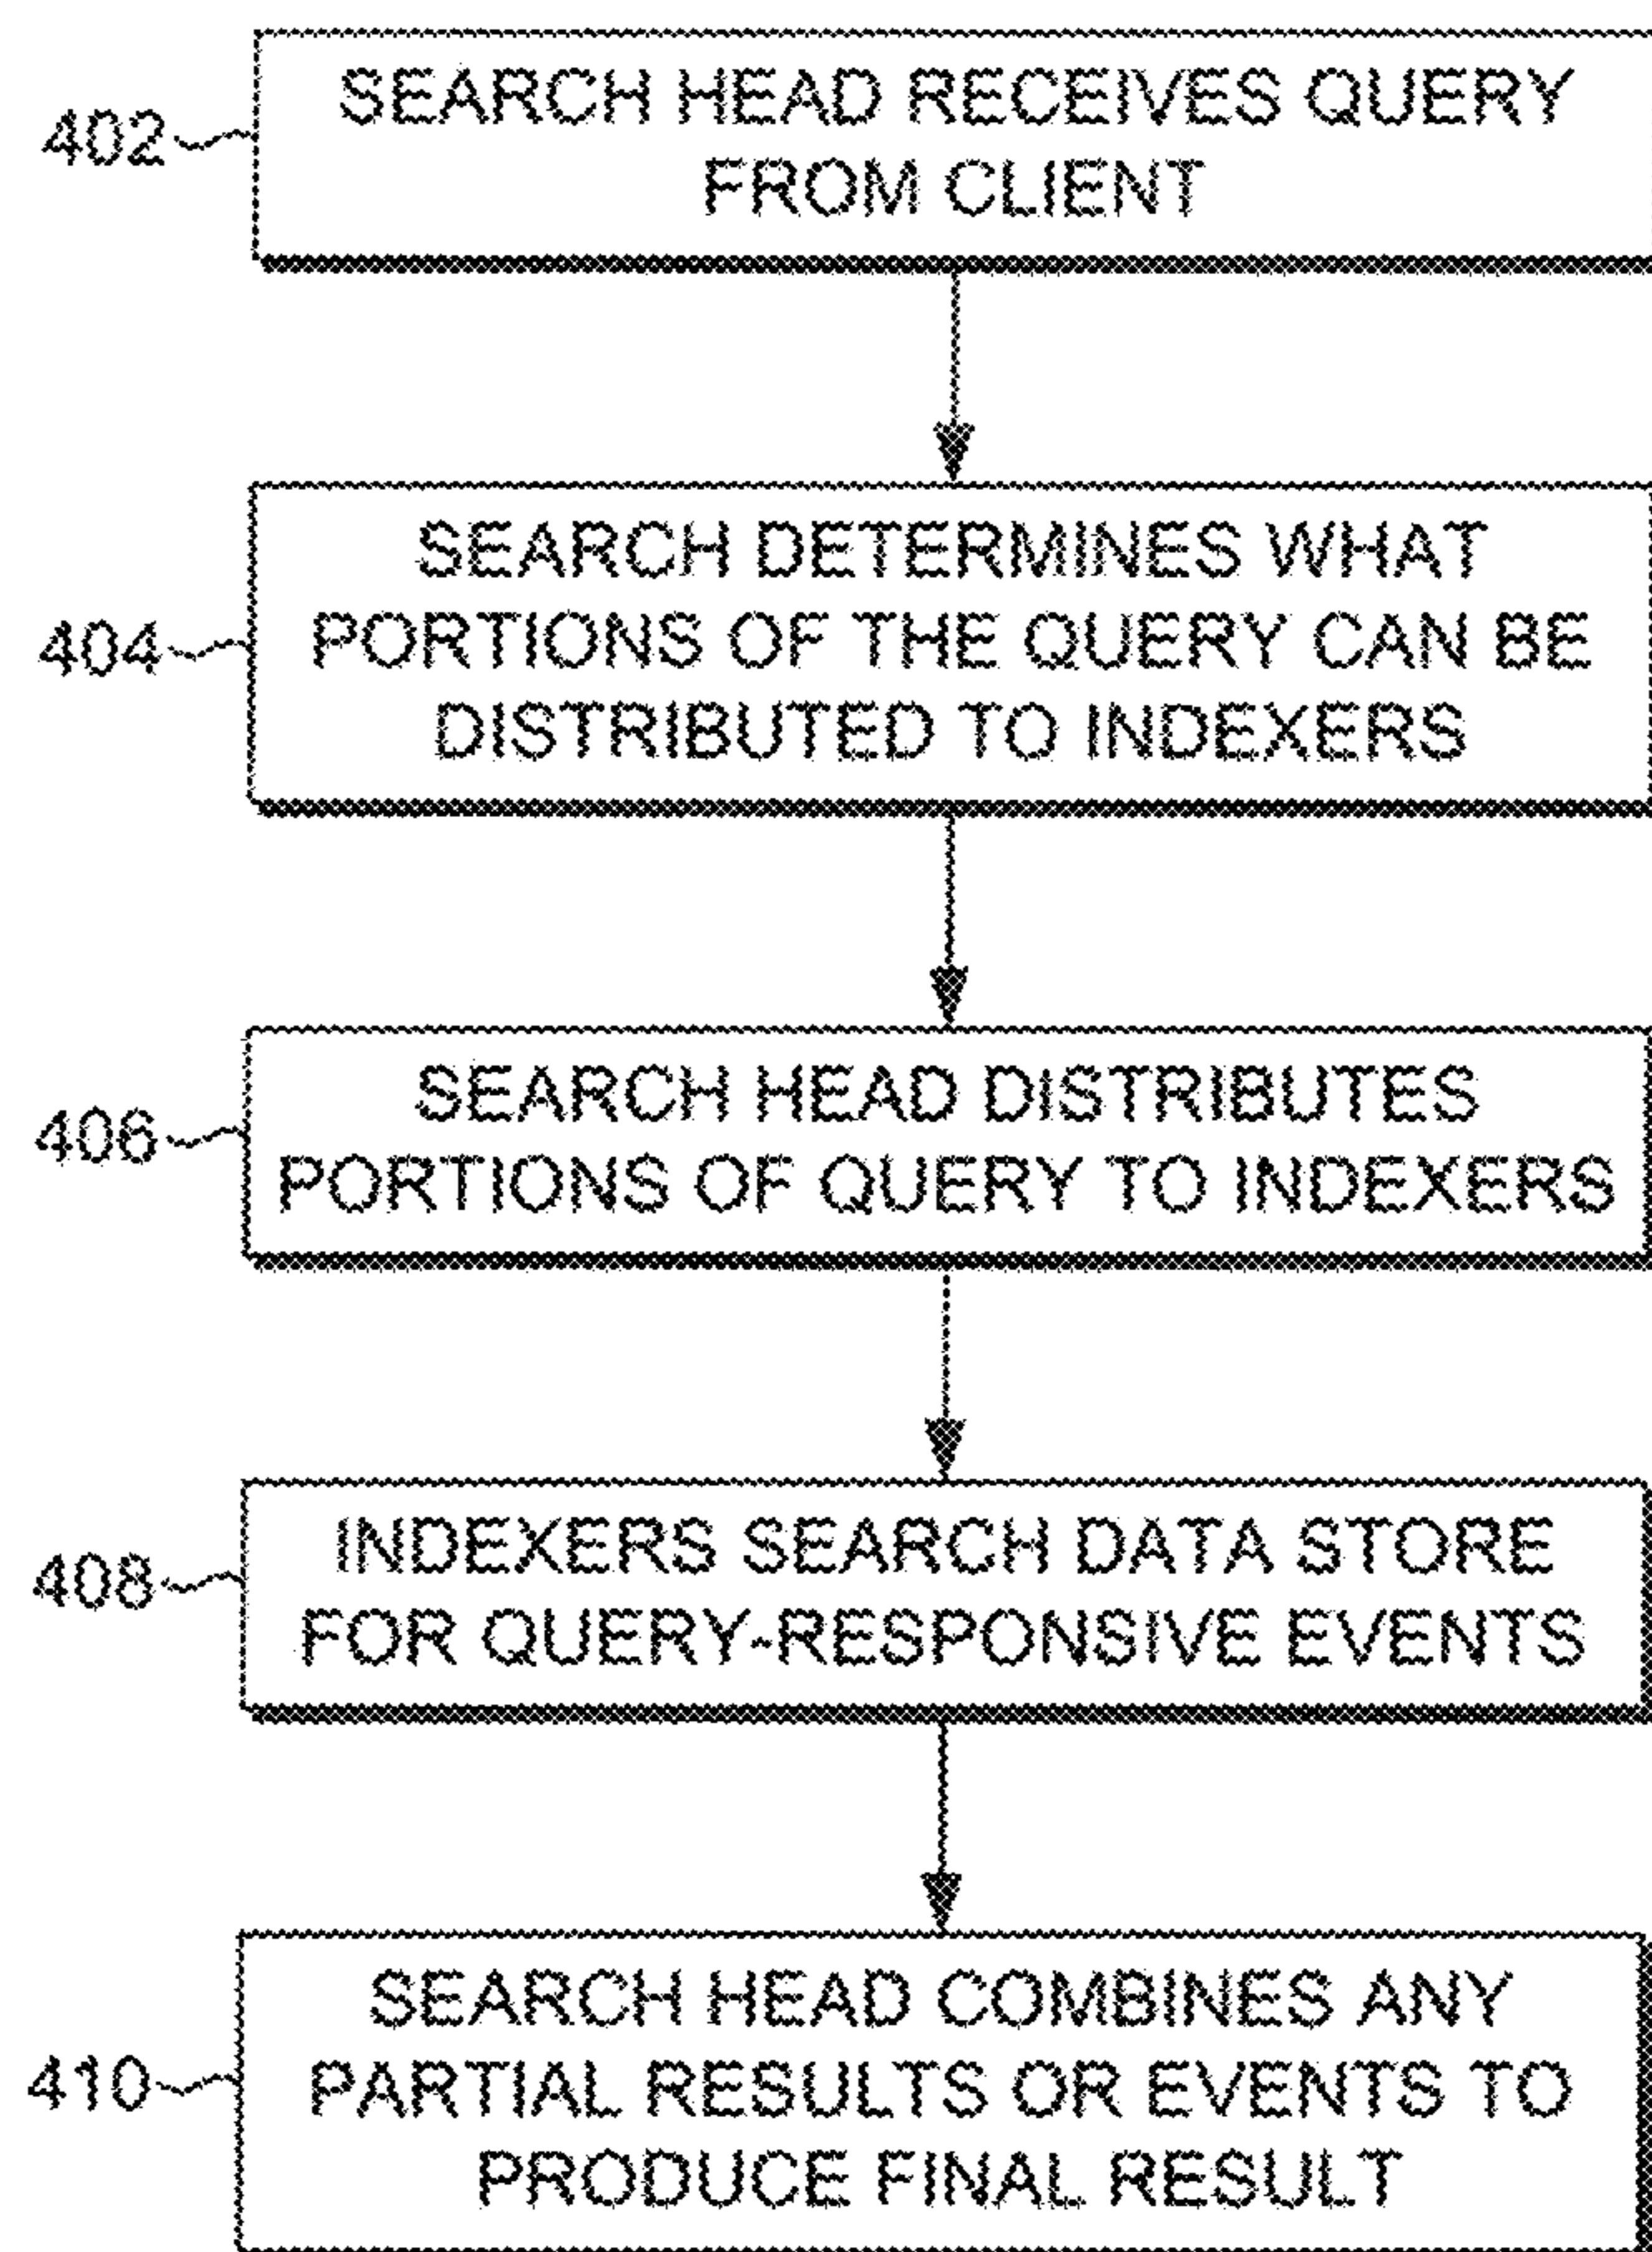 402
SEARCH HEAD RECEIVES QUERY
FROM CLIENT
404
SEARCH DETERMINES WHAT
PORTIONS OF THE QUERY CAN BE
DISTRIBUTED TO INDEXERS
406
SEARCH HEAD DISTRIBUTES
PORTIONS OF QUERY TO INDEXERS
408
INDEXERS SEARCH DATA STORE
FOR QUERY-RESPONSIVE EVENTS
410
SEARCH HEAD COMBINES ANY
PARTIAL RESULTS OR EVENTS TO
PRODUCE FINAL RESULT